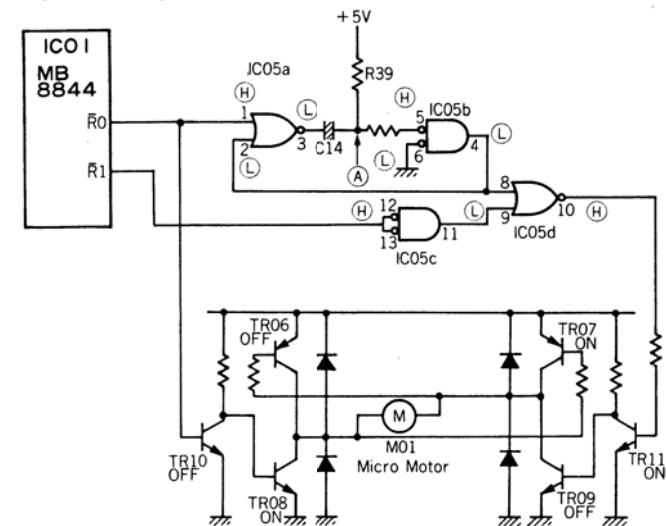 +5V
ICO1
MB
8844
R̅0
R̅1
IC05a
R39
H
1
2
L
3
L
C14
A
L
H
IC05b
5
6
4
L
H
12
13
11
L
IC05c
8
9
10
H
IC05d
TR06
OFF
TR07
ON
M
M01
Micro Motor
TR10
OFF
TR08
ON
TR09
OFF
TR11
ON